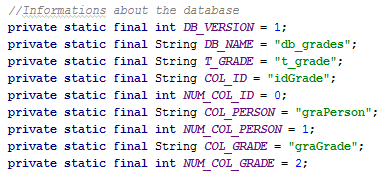 //Informations about the database
private static final int DB_VERSION = 1;
private static final String DB_NAME = "db_grades";
private static final String T_GRADE = "t_grade";
private static final String COL_ID = "idGrade";
private static final int NUM_COL_ID = 0;
private static final String COL_PERSON = "graPerson";
private static final int NUM_COL_PERSON = 1;
private static final String COL_GRADE = "graGrade";
private static final int NUM_COL_GRADE = 2;